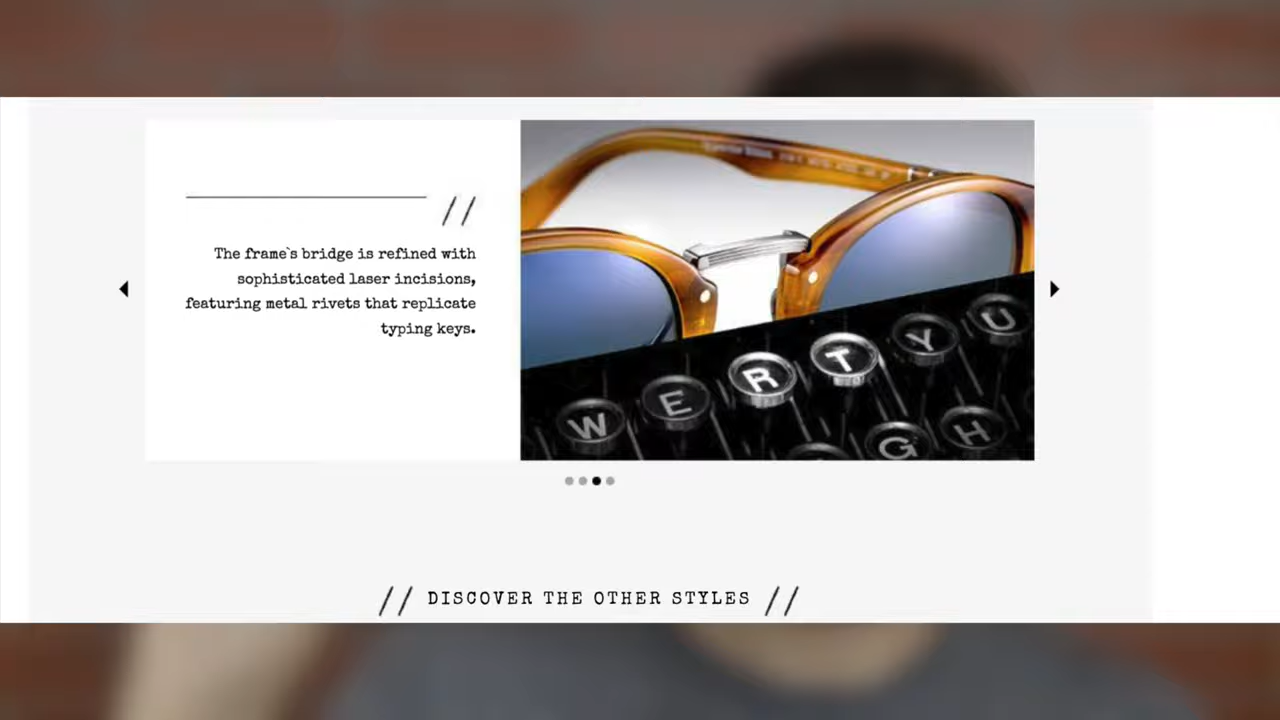 The frame`s bridge is refined with
sophisticated laser incisions,
featuring metal rivets that replicate
typing keys.
W E R T Y U
G H
// DISCOVER THE OTHER STYLES //